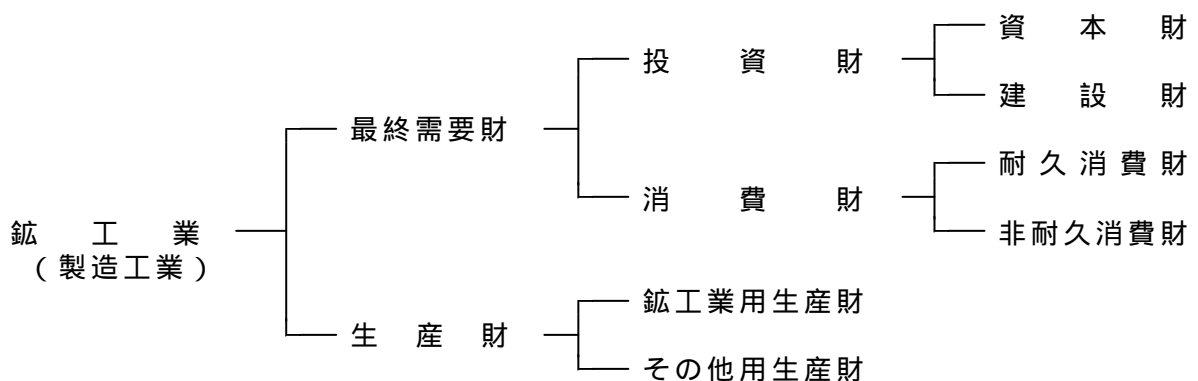 資本財
投資財
建設財
最終需要財
耐久消費財
消費財
鉱工業
(製造工業)
非耐久消費財
鉱工業用生産財
生産財
その他用生産財